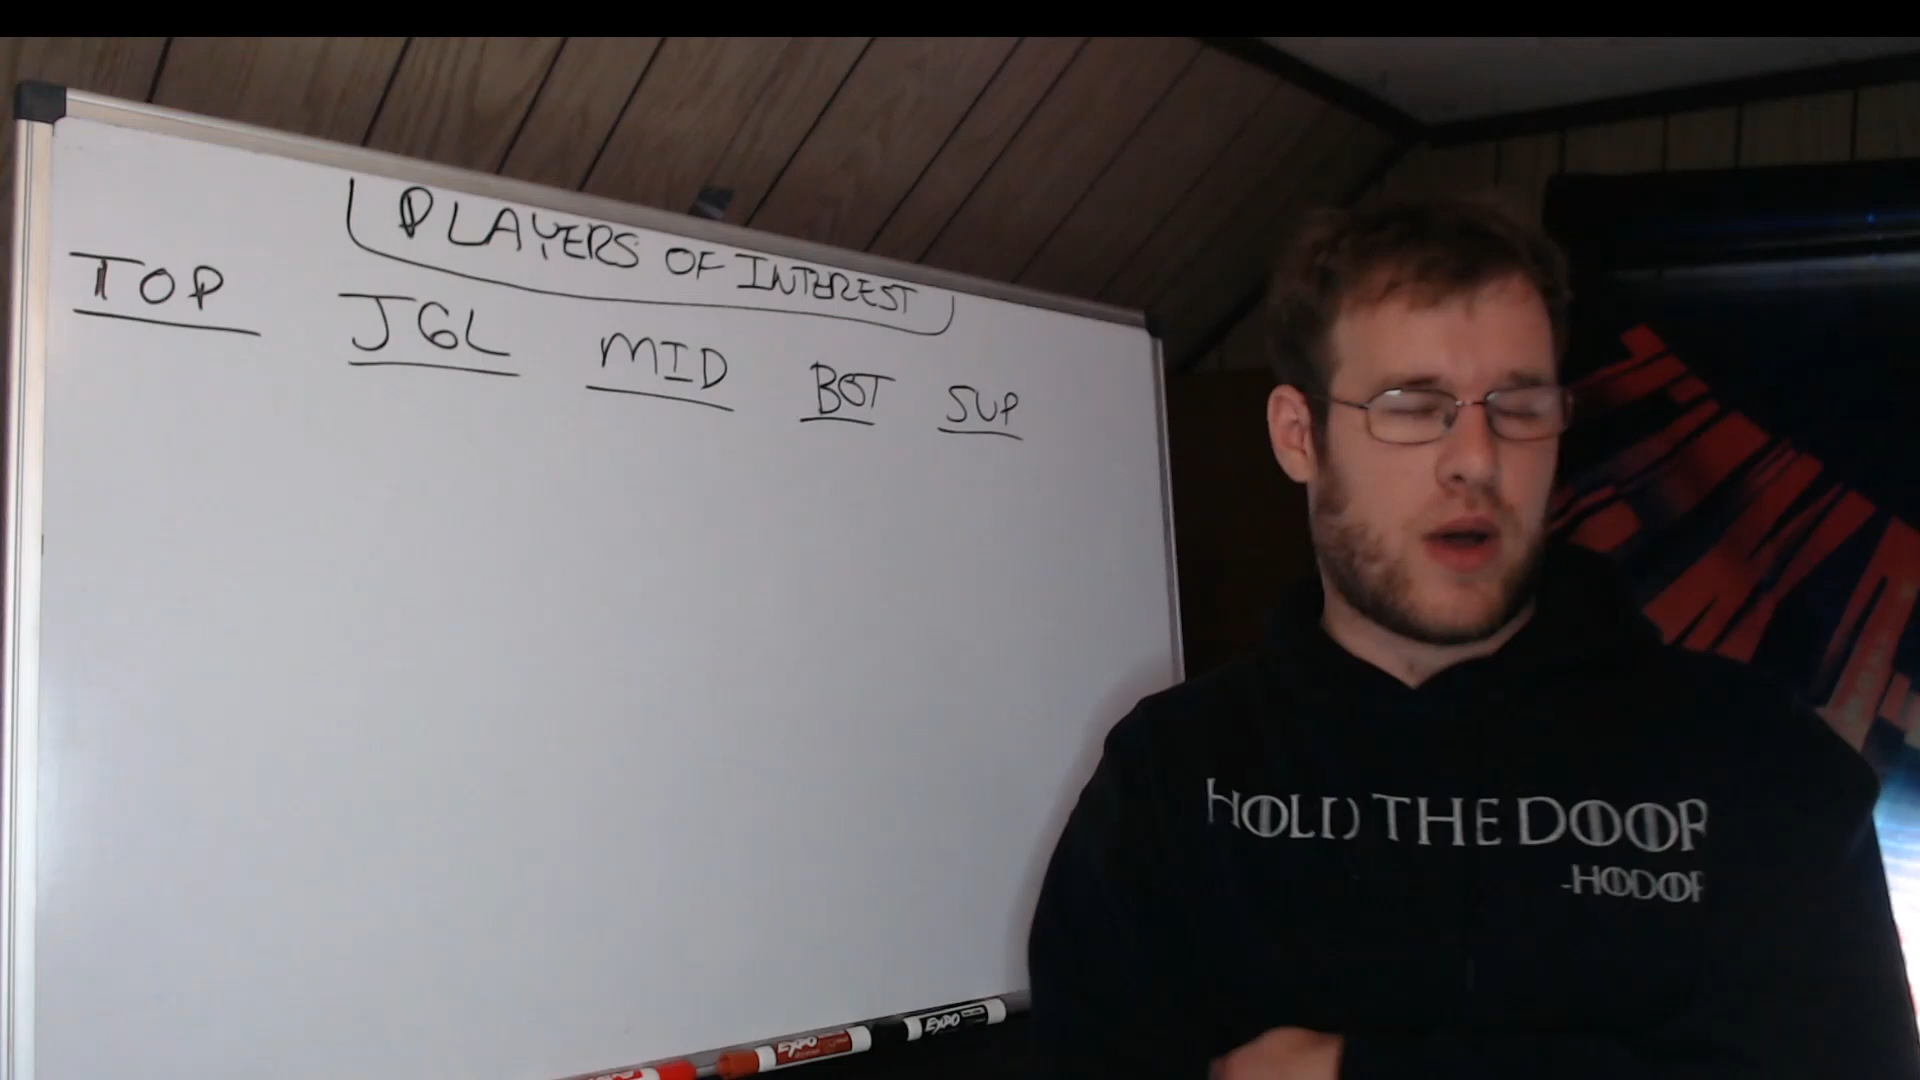 PLAYERS OF INTEREST
TOP JGL MID BOT SUP
HOLD THE DOOR
-HODOR
EXPO
EXPO